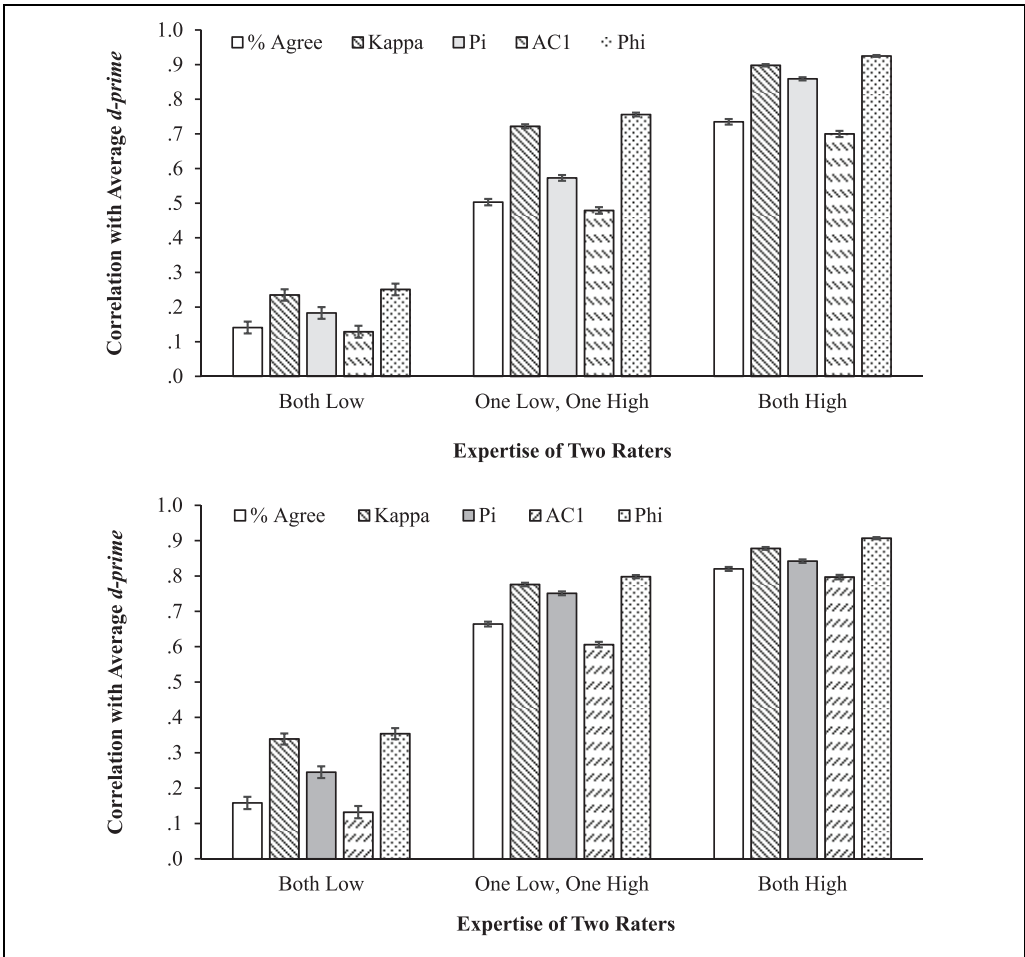 Correlation with Average d-prime
1.0
.9
.8
.7
.6
.5
.4
.3
.2
.1
.0
% Agree Kappa Pi AC1 Phi
Both Low One Low, One High Both High
Expertise of Two Raters
Correlation with Average d-prime
1.0
.9
.8
.7
.6
.5
.4
.3
.2
.1
.0
% Agree Kappa Pi AC1 Phi
Both Low One Low, One High Both High
Expertise of Two Raters